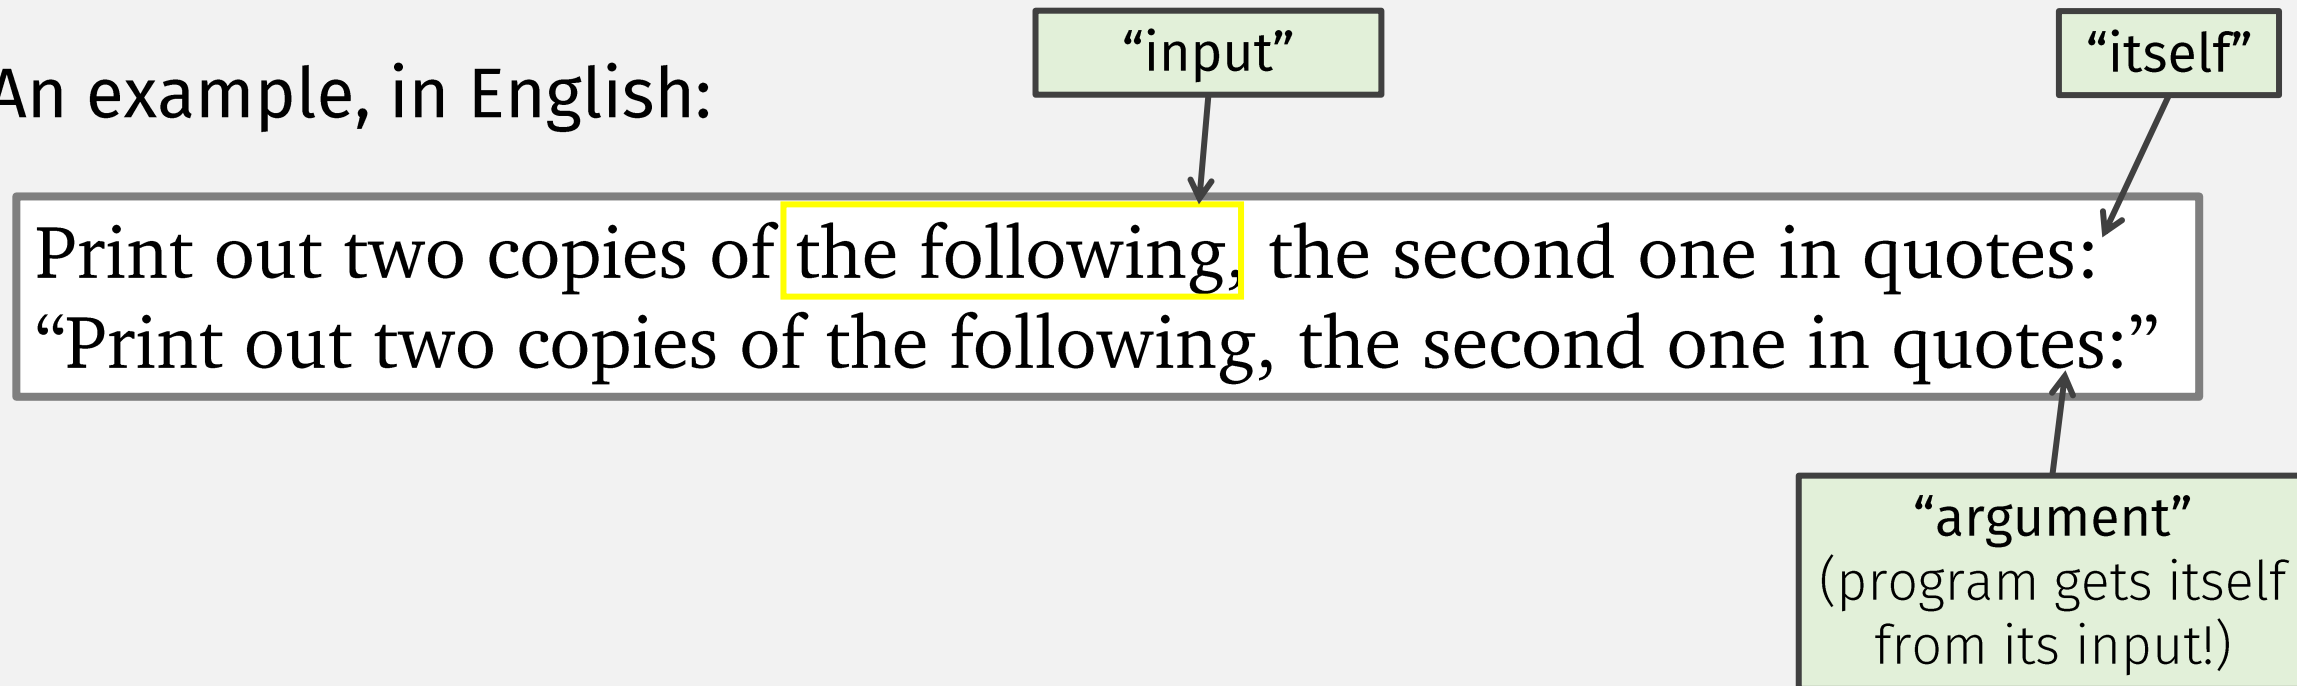 “input”
“itself”
An example, in English:
Print out two copies of the following, the second one in quotes:
“Print out two copies of the following, the second one in quotes:”
“argument”
(program gets itself
from its input!)